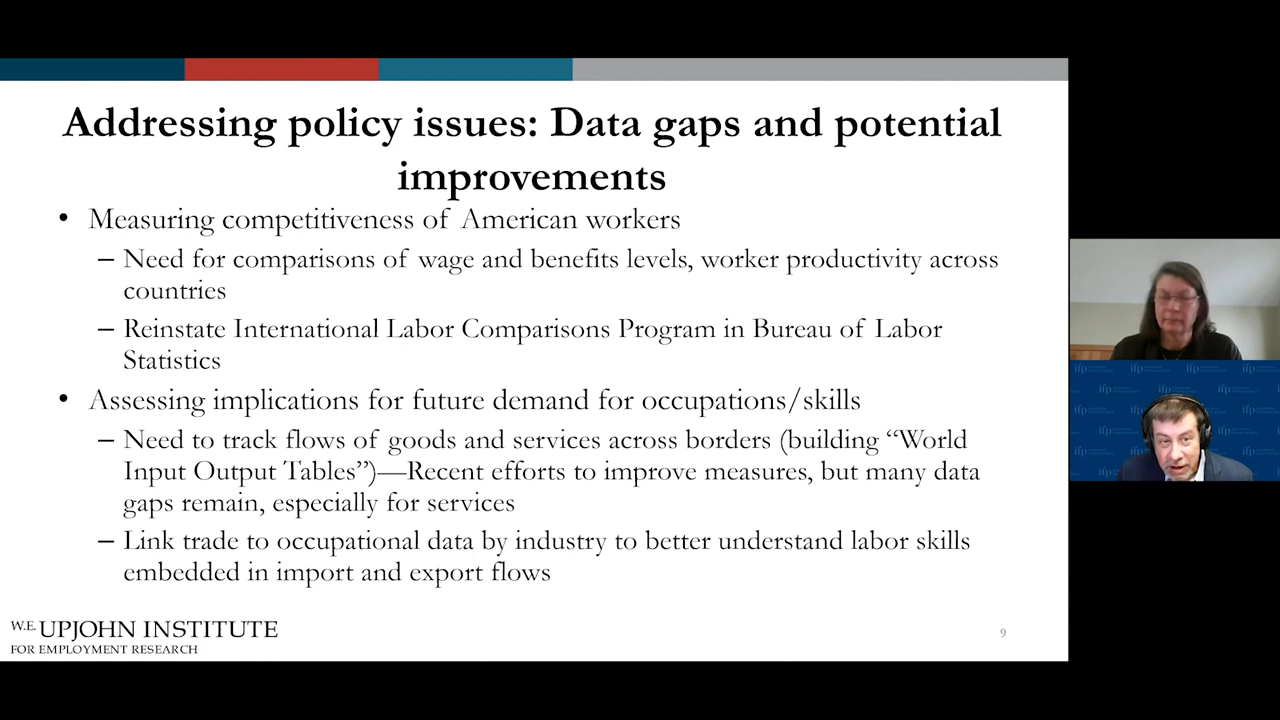 Addressing policy issues: Data gaps and potential
improvements
• Measuring competitiveness of American workers
– Need for comparisons of wage and benefits levels, worker productivity across
countries
– Reinstate International Labor Comparisons Program in Bureau of Labor
Statistics
• Assessing implications for future demand for occupations/skills
– Need to track flows of goods and services across borders (building “World
Input Output Tables”)—Recent efforts to improve measures, but many data
gaps remain, especially for services
– Link trade to occupational data by industry to better understand labor skills
embedded in import and export flows
W.E. UPJOHN INSTITUTE
FOR EMPLOYMENT RESEARCH
9
ifp